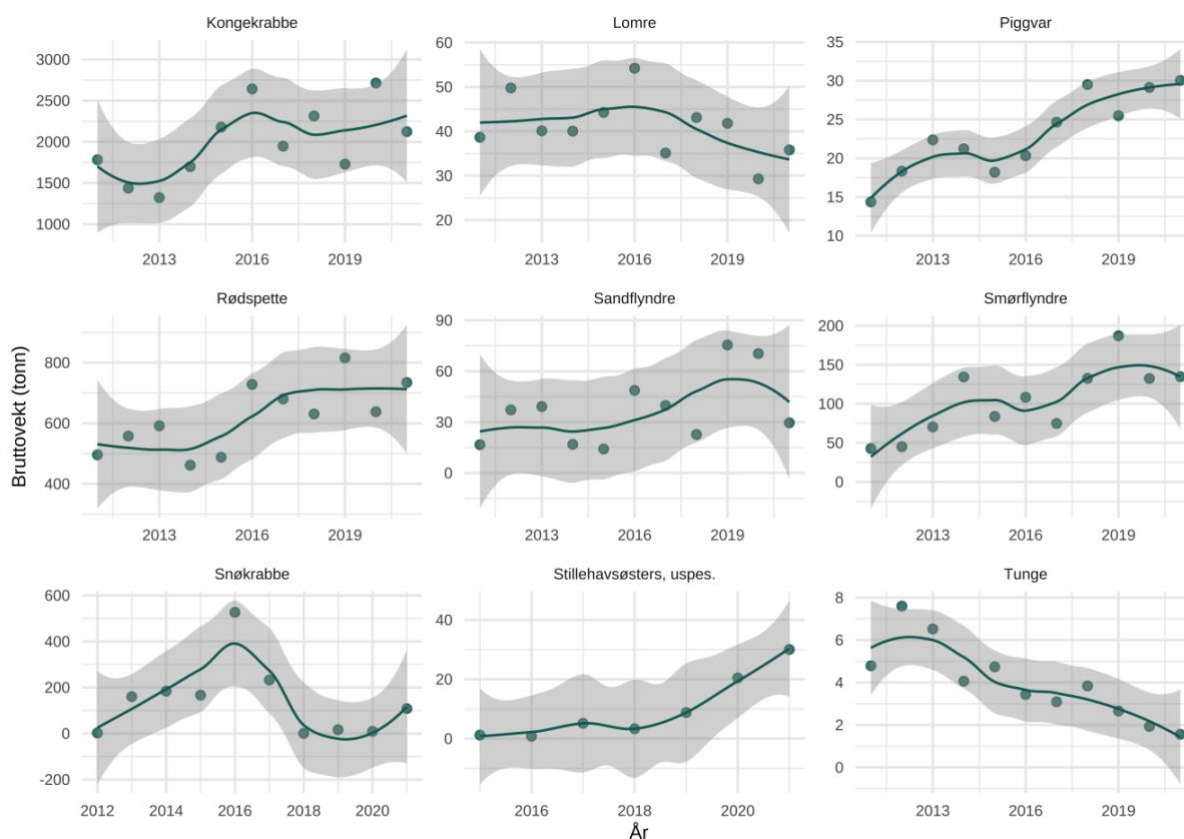 Kongekrabbe
Lomre
Piggvar
3000
2500
2000
1500
1000
2013 2016 2019
60
50
40
30
20
2013 2016 2019
35
30
25
20
15
10
2013 2016 2019
Rødspette
Sandflyndre
Smørflyndre
Bruttovekt (tonn)
800
600
400
2013 2016 2019
90
60
30
0
2013 2016 2019
200
150
100
50
0
2013 2016 2019
Snøkrabbe
Stillehavsøsters, uspes.
Tunge
600
400
200
0
-200
2012 2014 2016 2018 2020
40
20
0
2016 2018 2020
8
6
4
2
0
2013 2016 2019
År